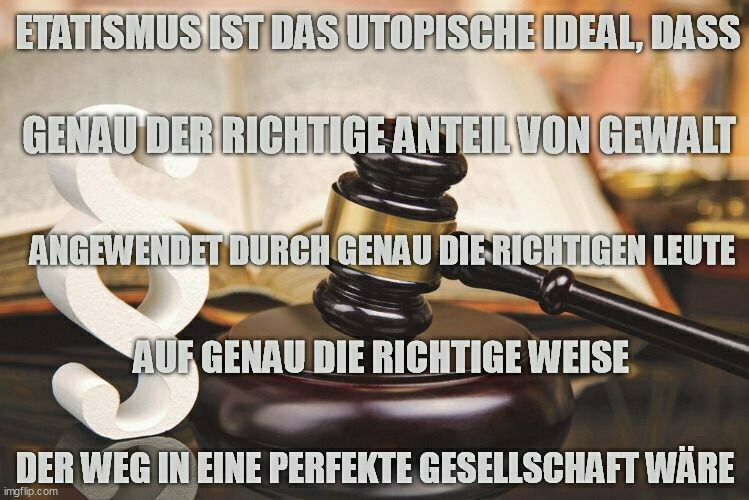 ETATISMUS IST DAS UTOPISCHE IDEAL, DASS
GENAU DER RICHTIGE ANTEIL VON GEWALT
ANGEWENDET DURCH GENAU DIE RICHTIGEN LEUTE
AUF GENAU DIE RICHTIGE WEISE
DER WEG IN EINE PERFEKTE GESELLSCHAFT WÄRE
imgflip.com